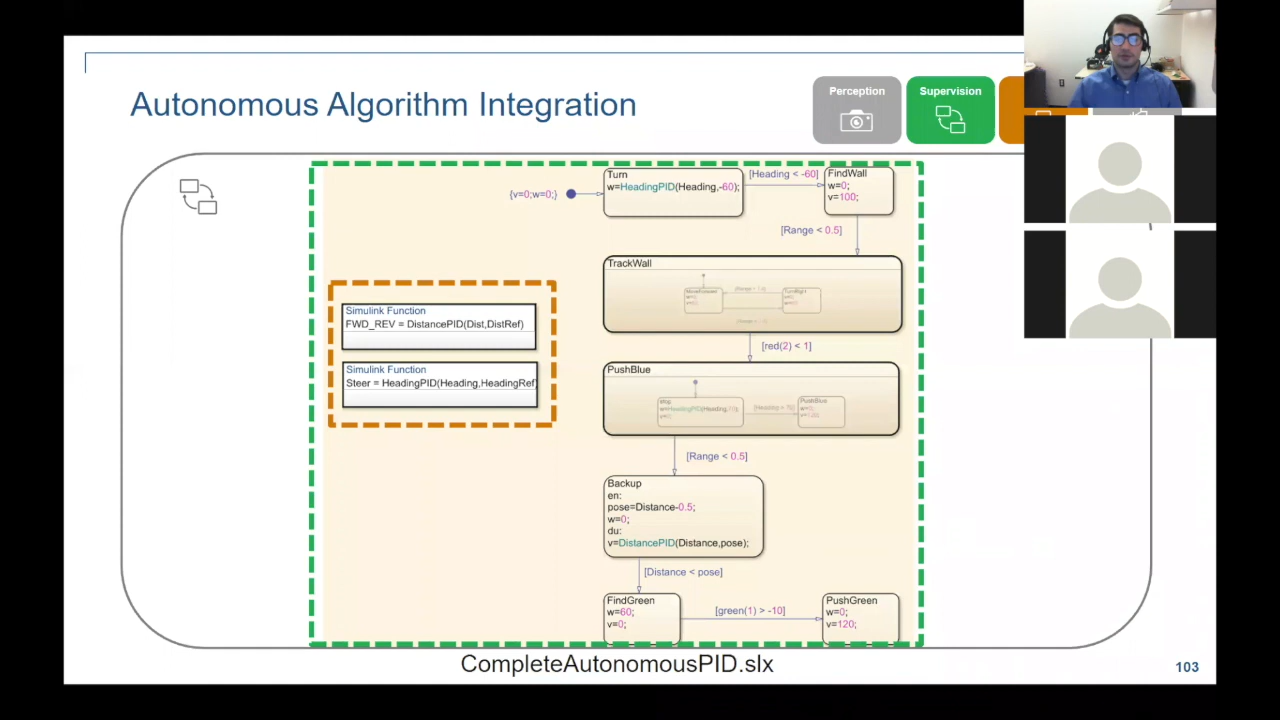 Autonomous Algorithm Integration
Perception
Supervision
Turn
w=HeadingPID(Heading,-60);
[Heading < -60]
FindWall
w=0;
v=100;
{v=0;w=0;}
[Range < 0.5]
TrackWall
Simulink Function
FWD_REV = DistancePID(Dist,DistRef)
[red(2) < 1]
Simulink Function
Steer = HeadingPID(Heading,HeadingRef)
PushBlue
PushBlue
[Range < 0.5]
Backup
en:
pose=Distance-0.5;
w=0;
du:
v=DistancePID(Distance,pose);
[Distance < pose]
FindGreen
w=60;
v=0;
[green(1) > -10]
PushGreen
w=0;
v=120;
CompleteAutonomousPID.slx
103